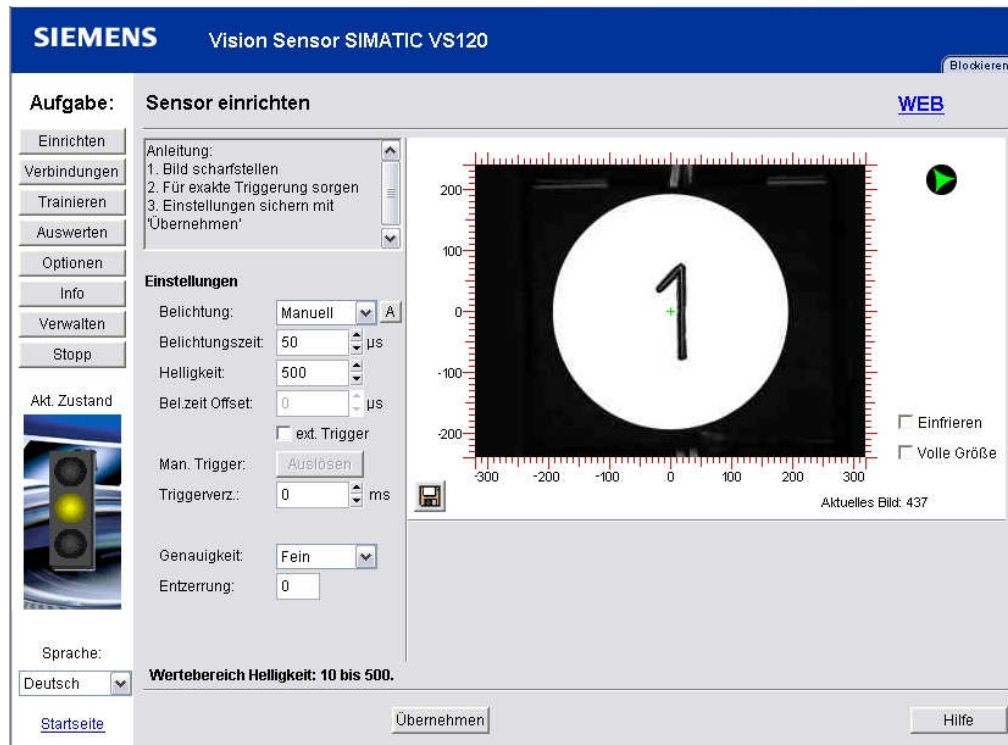 SIEMENS Vision Sensor SIMATIC VS120
Blockieren
Aufgabe:
Sensor einrichten
WEB
Einrichten
Verbindungen
Trainieren
Auswerten
Optionen
Info
Verwalten
Stopp
Akt. Zustand
Sprache:
Deutsch
Startseite
Anleitung:
1. Bild scharfstellen
2. Für exakte Triggerung sorgen
3. Einstellungen sichern mit
'Übernehmen'
Einstellungen
Belichtung: Manuell A
Belichtungszeit: 50 µs
Helligkeit: 500
Bel.zeit Offset: 0 µs
ext. Trigger
Man. Trigger: Auslösen
Triggerverz.: 0 ms
Genauigkeit: Fein
Entzerrung: 0
200
100
0
-100
-200
-300 -200 -100 0 100 200 300
1
Einfrieren
Volle Größe
Aktuelles Bild: 437
Wertebereich Helligkeit: 10 bis 500.
Übernehmen
Hilfe